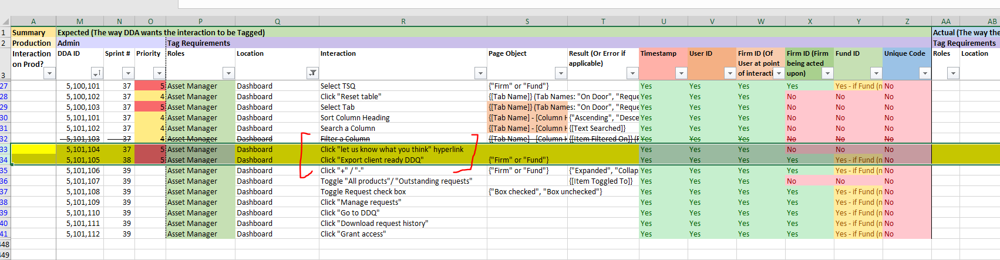 A M N O P Q R S T U V W X Y Z AA AB
1 Summary Expected (The way DDA wants the interaction to be Tagged) Actual (The way the
2 Production Admin Tag Requirements Tag Requirements
Interaction DDA ID Sprint # Priority Roles Location Interaction Page Object Result (Or Error if Timestamp User ID Firm ID (Of Firm ID (Firm Fund ID Unique Code Roles Location
on Prod? applicable) User at point being acted
3 of interacti upon)
27 5,100,101 37 5 Asset Manager Dashboard Select TSQ {"Firm" or "Fund"} Yes Yes Yes Yes Yes - if Fund (n No
28 5,100,102 37 4 Asset Manager Dashboard Click "Reset table" {[Tab Name]} (Tab Names: "On Door", "Reque Yes Yes Yes No No No
29 5,100,103 37 5 Asset Manager Dashboard Select Tab {[Tab Name]} (Tab Names: "On Door", "Reque Yes Yes Yes No No No
30 5,101,101 37 4 Asset Manager Dashboard Sort Column Heading {[Tab Name] - [Column H {"Ascending", "Desce Yes Yes Yes No No No
31 5,101,102 37 4 Asset Manager Dashboard Search a Column {[Tab Name] - [Column H {[Text Searched]} Yes Yes Yes No No No
32 5,101,103 37 4 Asset Manager Dashboard Filter a Column {[Tab Name] - [Column H {[Item Filtered On]} Yes Yes Yes No No No
33 5,101,104 37 5 Asset Manager Dashboard Click "let us know what you think" hyperlink Yes Yes Yes No No No
34 5,101,105 38 5 Asset Manager Dashboard Click "Export client ready DDQ" {"Firm" or "Fund"} Yes Yes Yes Yes Yes - if Fund (n No
35 5,101,106 39 Asset Manager Dashboard Click "+" / "-" {"Firm" or "Fund"} {"Expanded", "Collap Yes Yes Yes Yes Yes - if Fund (n No
36 5,101,107 39 Asset Manager Dashboard Toggle "All products"/ "Outstanding requests" {[Item Toggled To]} Yes Yes Yes No No No
37 5,101,108 39 Asset Manager Dashboard Toggle Request check box {"Box checked", "Box unchecked"} Yes Yes Yes Yes Yes - if Fund (n No
38 5,101,109 39 Asset Manager Dashboard Click "Manage requests" Yes Yes Yes Yes Yes - if Fund (n No
39 5,101,110 39 Asset Manager Dashboard Click "Go to DDQ" Yes Yes Yes Yes Yes - if Fund (n No
40 5,101,111 39 Asset Manager Dashboard Click "Download request history" Yes Yes Yes Yes Yes - if Fund (n No
41 5,101,112 39 Asset Manager Dashboard Click "Grant access" Yes Yes Yes Yes Yes - if Fund (n No
448
449